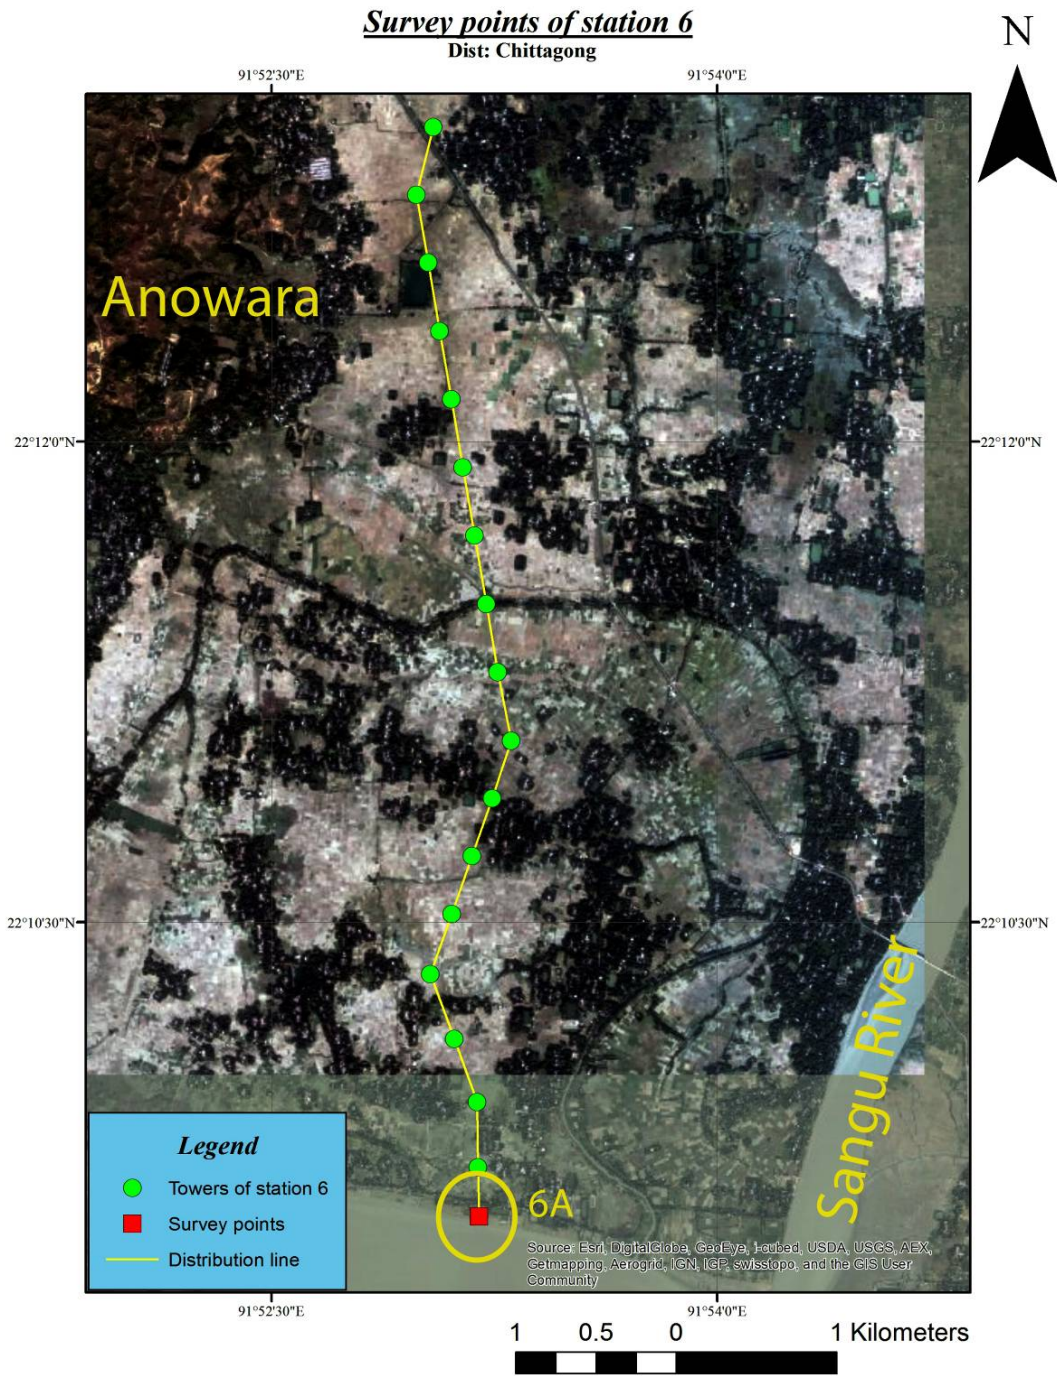 Survey points of station 6
Dist: Chittagong
N
91°52'30"E
91°54'0"E
Anowara
22°12'0"N
22°12'0"N
22°10'30"N
22°10'30"N
Sangu River
Legend
Towers of station 6
Survey points
Distribution line
6A
Source: Esri, DigitalGlobe, GeoEye, i-cubed, USDA, USGS, AEX,
Getmapping, Aerogrid, IGN, IGP, swisstopo, and the GIS User
Community
91°52'30"E
91°54'0"E
1 0.5 0 1 Kilometers